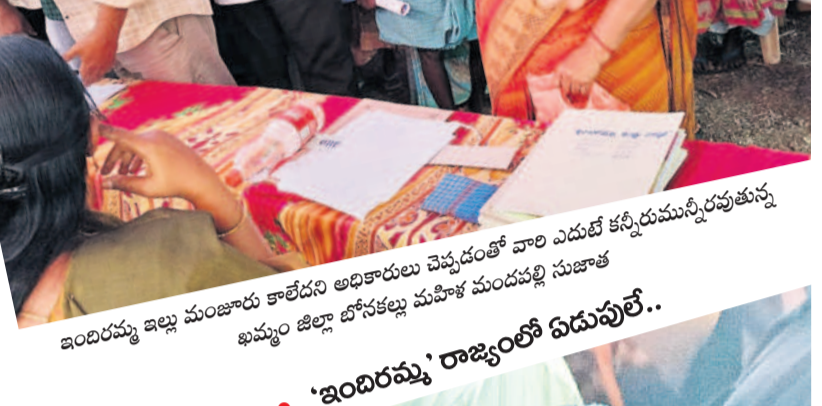 ఇందిరమ్మ ఇల్లు మంజూరు కాలేదని అధికారులు చెప్పడంతో వారి ఎదుటే కన్నీరుమున్నీరవుతున్న
ఖమ్మం జిల్లా బోనకల్లు మహిళ మందపల్లి సుజాత
‘ఇందిరమ్మ’ రాజ్యంలో ఏడుపులే..